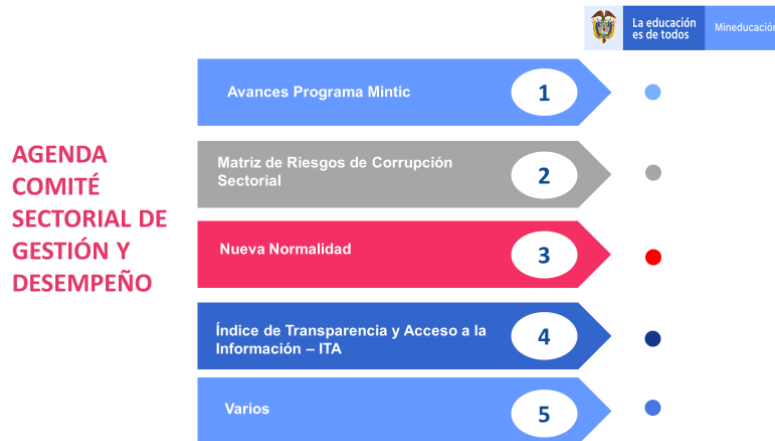 La educación
es de todos
Mineducación
AGENDA
COMITÉ
SECTORIAL DE
GESTIÓN Y
DESEMPEÑO
Avances Programa Mintic
1
Matriz de Riesgos de Corrupción
Sectorial
2
Nueva Normalidad
3
Índice de Transparencia y Acceso a la
Información – ITA
4
Varios
5